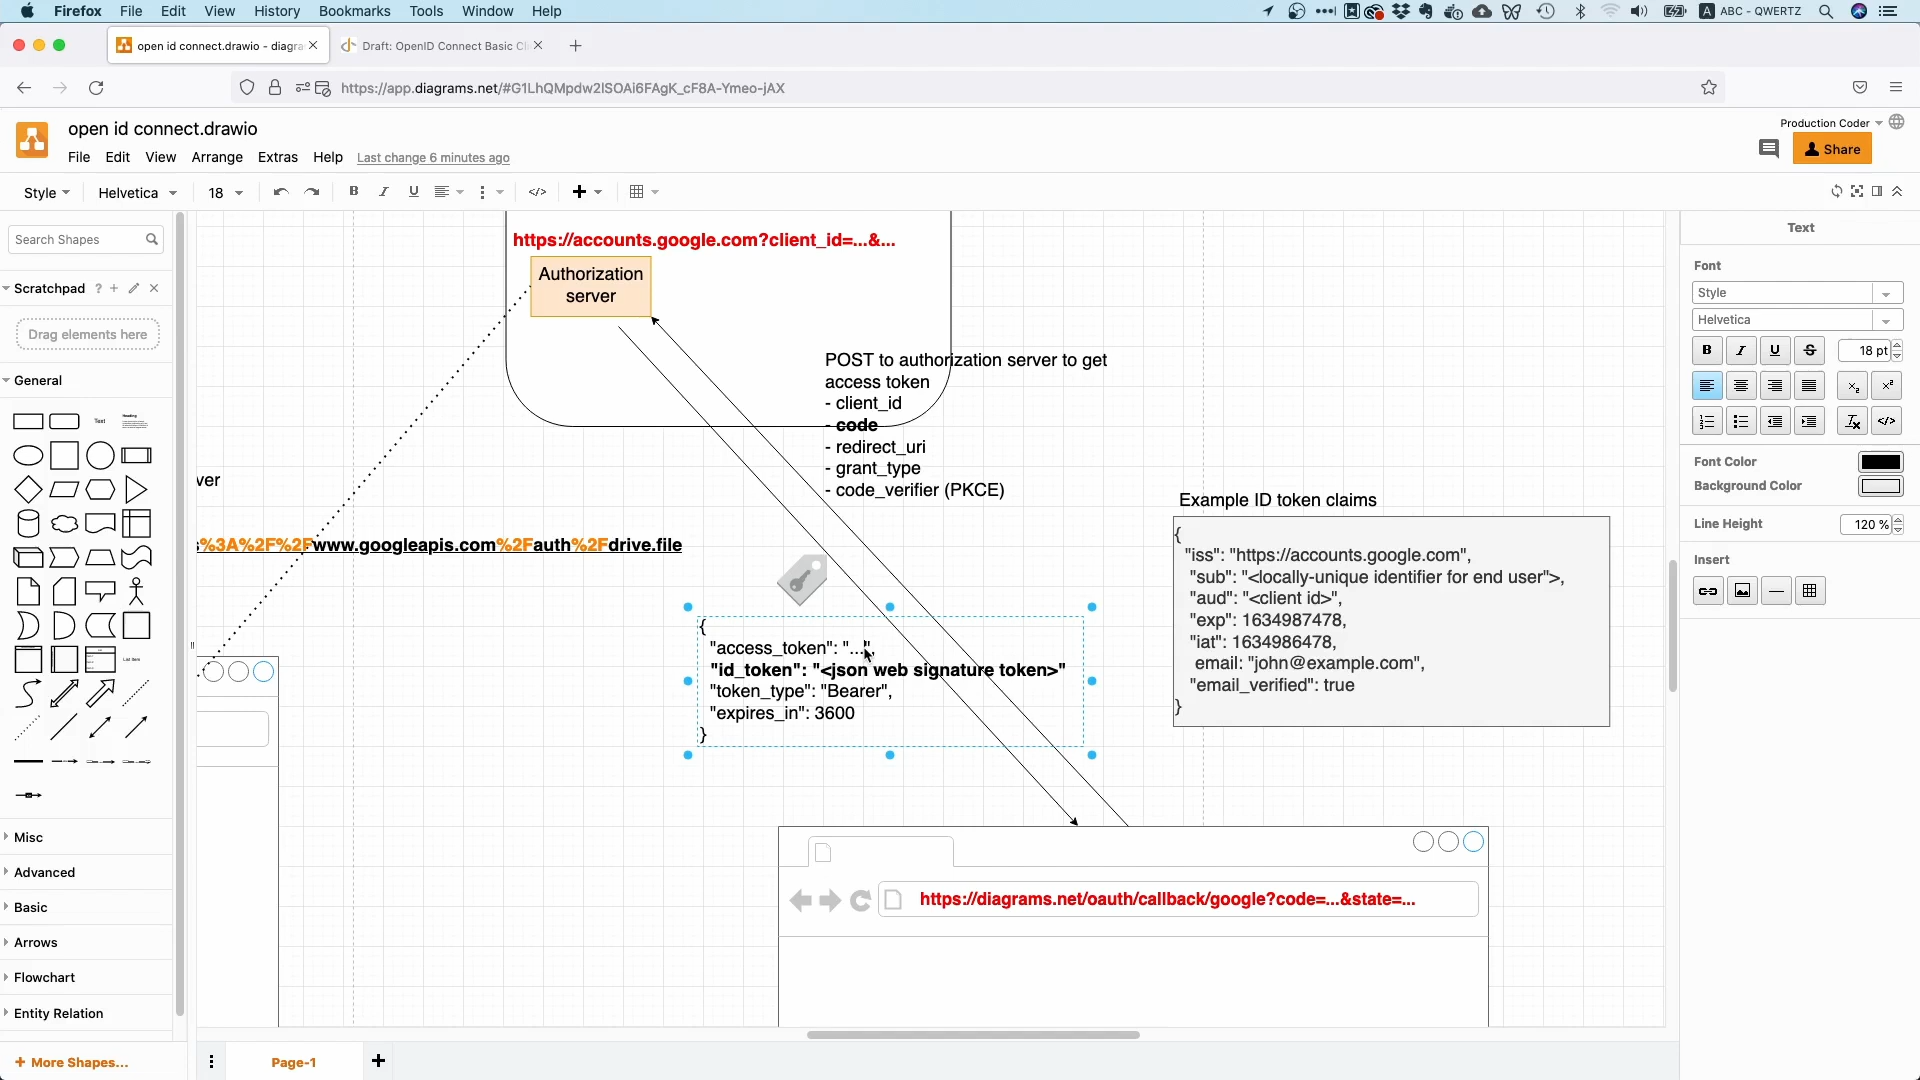 Firefox File Edit View History Bookmarks Tools Window Help
A ABC - QWERTZ
open id connect.drawio - diagra
Draft: OpenID Connect Basic Cl
https://app.diagrams.net/#G1LhQMpdw2lSOAi6FAgK_cF8A-Ymeo-jAX
open id connect.drawio
Production Coder
File Edit View Arrange Extras Help Last change 6 minutes ago
Share
Style Helvetica 18 B I U </>
Search Shapes
Scratchpad ? +
Drag elements here
General
Text
Heading
List Item
Misc
Advanced
Basic
Arrows
Flowchart
Entity Relation
+ More Shapes...
https://accounts.google.com?client_id=...&...
Authorization
server
POST to authorization server to get
access token
- client_id
- code
- redirect_uri
- grant_type
- code_verifier (PKCE)
ver
s%3A%2F%2Fwww.googleapis.com%2Fauth%2Fdrive.file
{
"access_token": "...",
"id_token": "<json web signature token>"
"token_type": "Bearer",
"expires_in": 3600
}
Example ID token claims
{
"iss": "https://accounts.google.com",
"sub": "<locally-unique identifier for end user">,
"aud": "<client id>",
"exp": 1634987478,
"iat": 1634986478,
email: "john@example.com",
"email_verified": true
}
https://diagrams.net/oauth/callback/google?code=...&state=...
Page-1
Text
Font
Style
Helvetica
B I U S 18 pt
Font Color
Background Color
Line Height 120 %
Insert